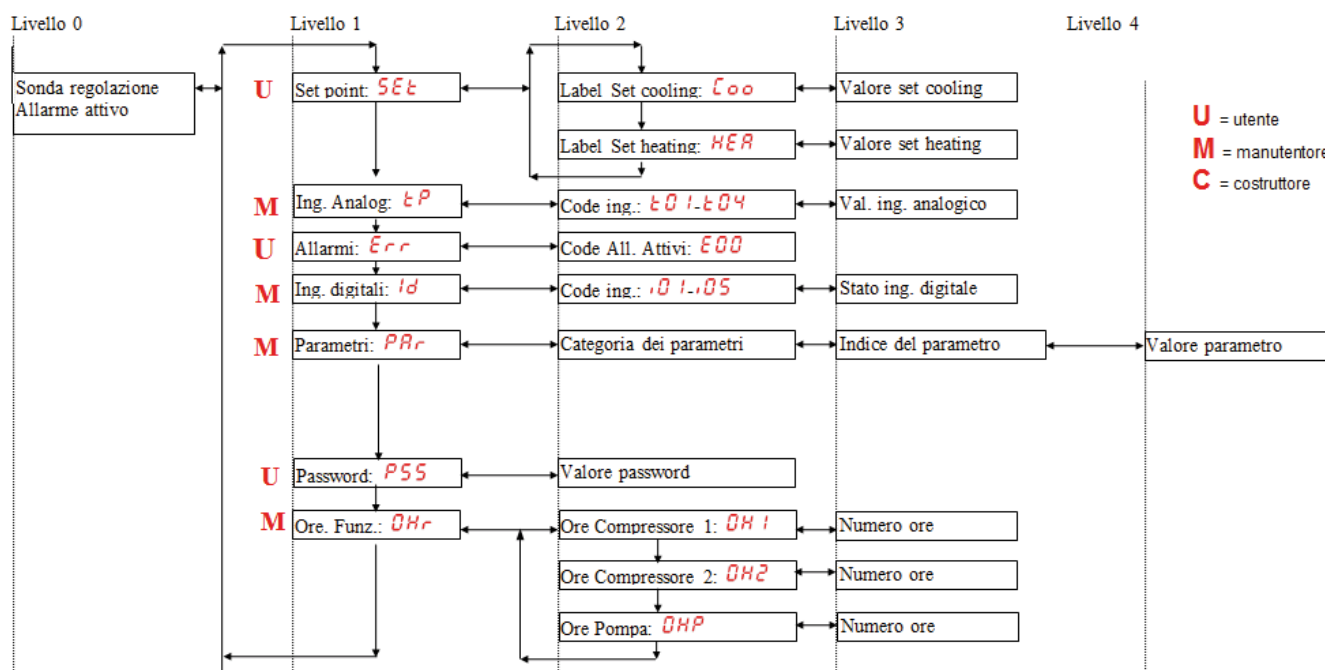 Livello 0 Livello 1 Livello 2 Livello 3 Livello 4
Sonda regolazione
Allarme attivo
U Set point: SEt Label Set cooling: Coo Valore set cooling
Label Set heating: HEA Valore set heating
U = utente
M = manutentore
C = costruttore
M Ing. Analog: tP Code ing.: t01-t04 Val. ing. analogico
U Allarmi: Err Code All. Attivi: E00
M Ing. digitali: Id Code ing.: i01-i05 Stato ing. digitale
M Parametri: PAr Categoria dei parametri Indice del parametro Valore parametro
U Password: PSS Valore password
M Ore. Funz.: OHr Ore Compressore 1: OH1 Numero ore
Ore Compressore 2: OH2 Numero ore
Ore Pompa: OHP Numero ore